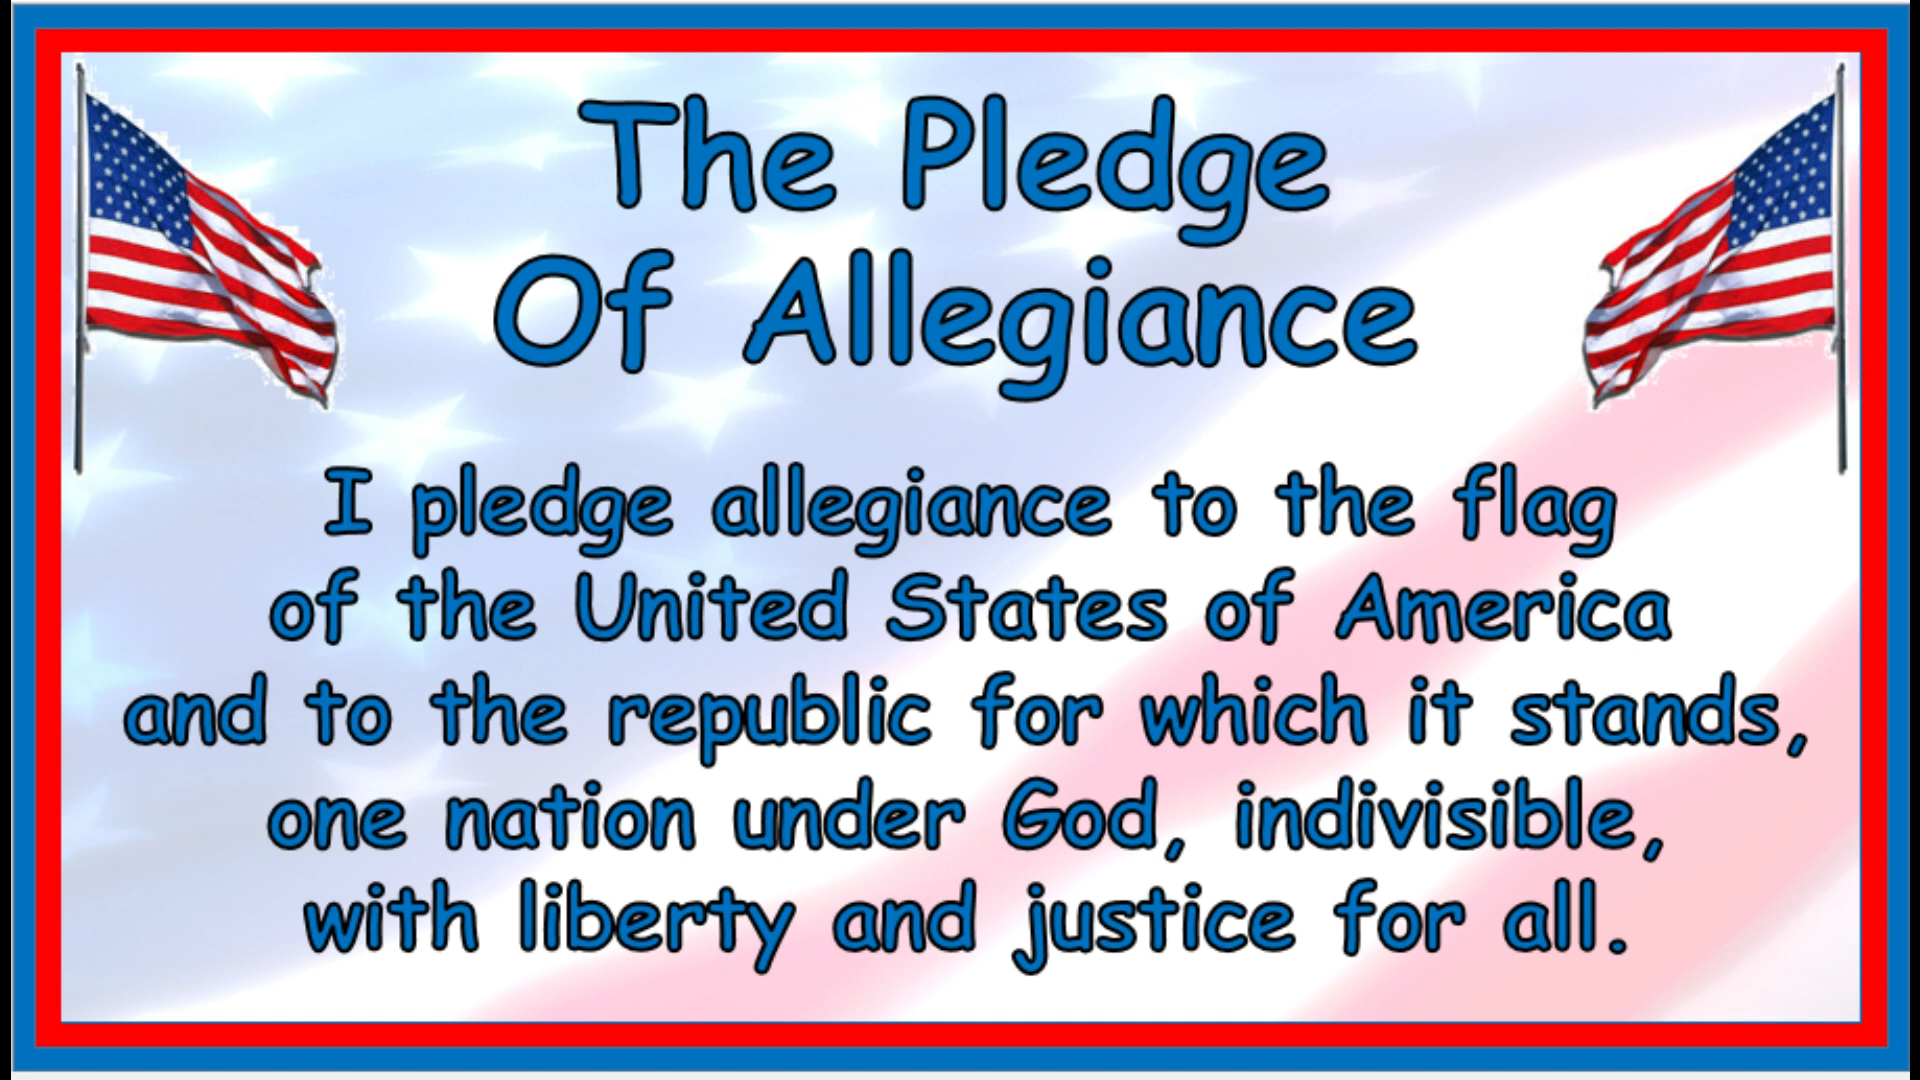 The Pledge
Of Allegiance
I pledge allegiance to the flag
of the United States of America
and to the republic for which it stands,
one nation under God, indivisible,
with liberty and justice for all.